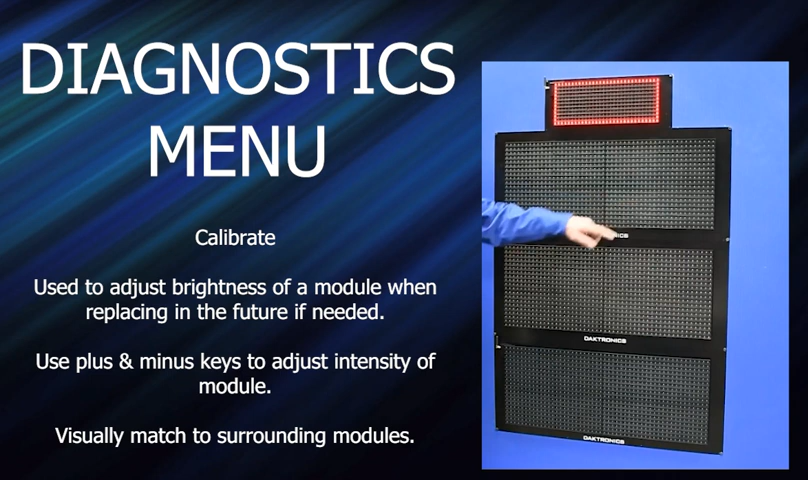 DIAGNOSTICS
MENU
Calibrate
Used to adjust brightness of a module when
replacing in the future if needed.
Use plus & minus keys to adjust intensity of
module.
Visually match to surrounding modules.
DAKTRONICS
DAKTRONICS